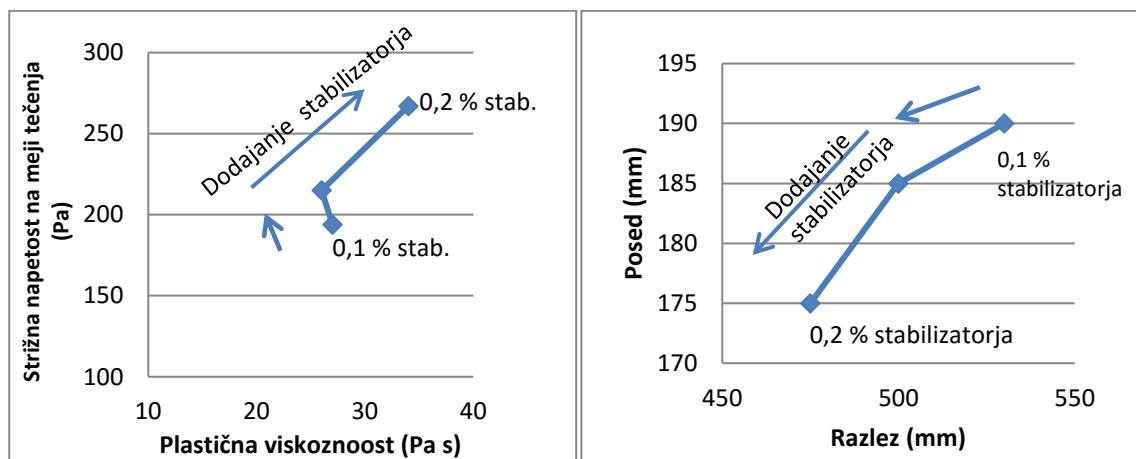 Strižna napetost na meji tečenja
(Pa)
300
250
200
150
100
10
20
30
40
Plastična viskoznoost (Pa s)
Dodajanje stabilizatorja
0,2 % stab.
0,1 % stab.
Posed (mm)
195
190
185
180
175
170
450
500
550
Razlez (mm)
Dodajanje
stabilizatorja
0,1 %
stabilizatorja
0,2 % stabilizatorja